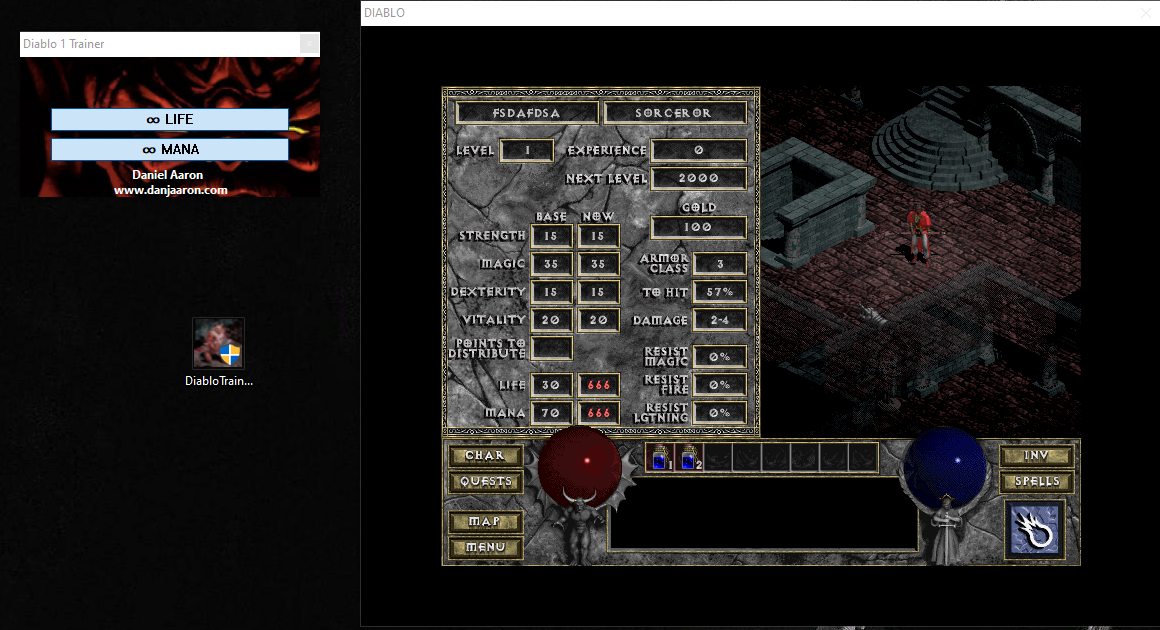 Diablo 1 Trainer
∞ LIFE
∞ MANA
Daniel Aaron
www.danjaaron.com
DiabloTrain...
DIABLO
FSDAFDSA SORCEROR
LEVEL 1 EXPERIENCE 0
NEXT LEVEL 2000
BASE NOW GOLD
100
STRENGTH 15 15
MAGIC 35 35 ARMOR CLASS 3
DEXTERITY 15 15 TO HIT 57%
VITALITY 20 20 DAMAGE 2-4
POINTS TO
DISTRIBUTE
RESIST
MAGIC 0%
LIFE 30 666 RESIST FIRE 0%
MANA 70 666 RESIST LGTNING 0%
CHAR 1 2 INV
QUESTS SPELLS
MAP
MENU